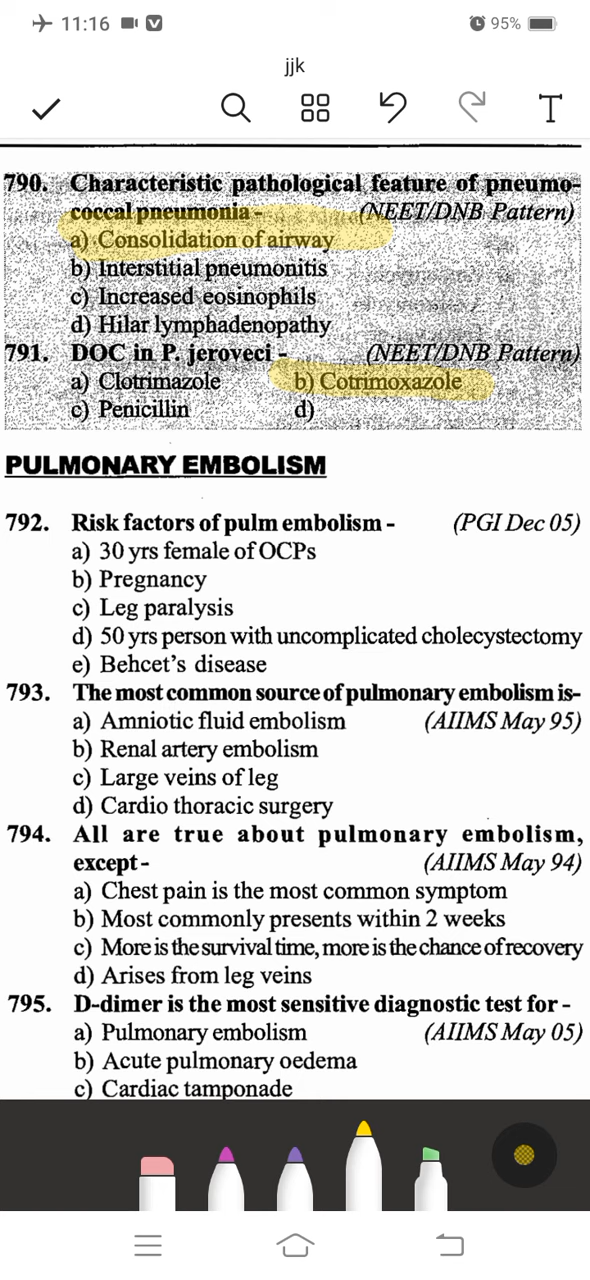 11:16
95%
jjk
T
790. Characteristic pathological feature of pneumo-
coccal pneumonia - (NEET/DNB Pattern)
a) Consolidation of airway
b) Interstitial pneumonitis
c) Increased eosinophils
d) Hilar lymphadenopathy
791. DOC in P. jeroveci - (NEET/DNB Pattern)
a) Clotrimazole b) Cotrimoxazole
c) Penicillin d)
PULMONARY EMBOLISM
792. Risk factors of pulm embolism - (PGI Dec 05)
a) 30 yrs female of OCPs
b) Pregnancy
c) Leg paralysis
d) 50 yrs person with uncomplicated cholecystectomy
e) Behcet's disease
793. The most common source of pulmonary embolism is-
a) Amniotic fluid embolism (AIIMS May 95)
b) Renal artery embolism
c) Large veins of leg
d) Cardio thoracic surgery
794. All are true about pulmonary embolism,
except - (AIIMS May 94)
a) Chest pain is the most common symptom
b) Most commonly presents within 2 weeks
c) More is the survival time, more is the chance of recovery
d) Arises from leg veins
795. D-dimer is the most sensitive diagnostic test for -
a) Pulmonary embolism (AIIMS May 05)
b) Acute pulmonary oedema
c) Cardiac tamponade